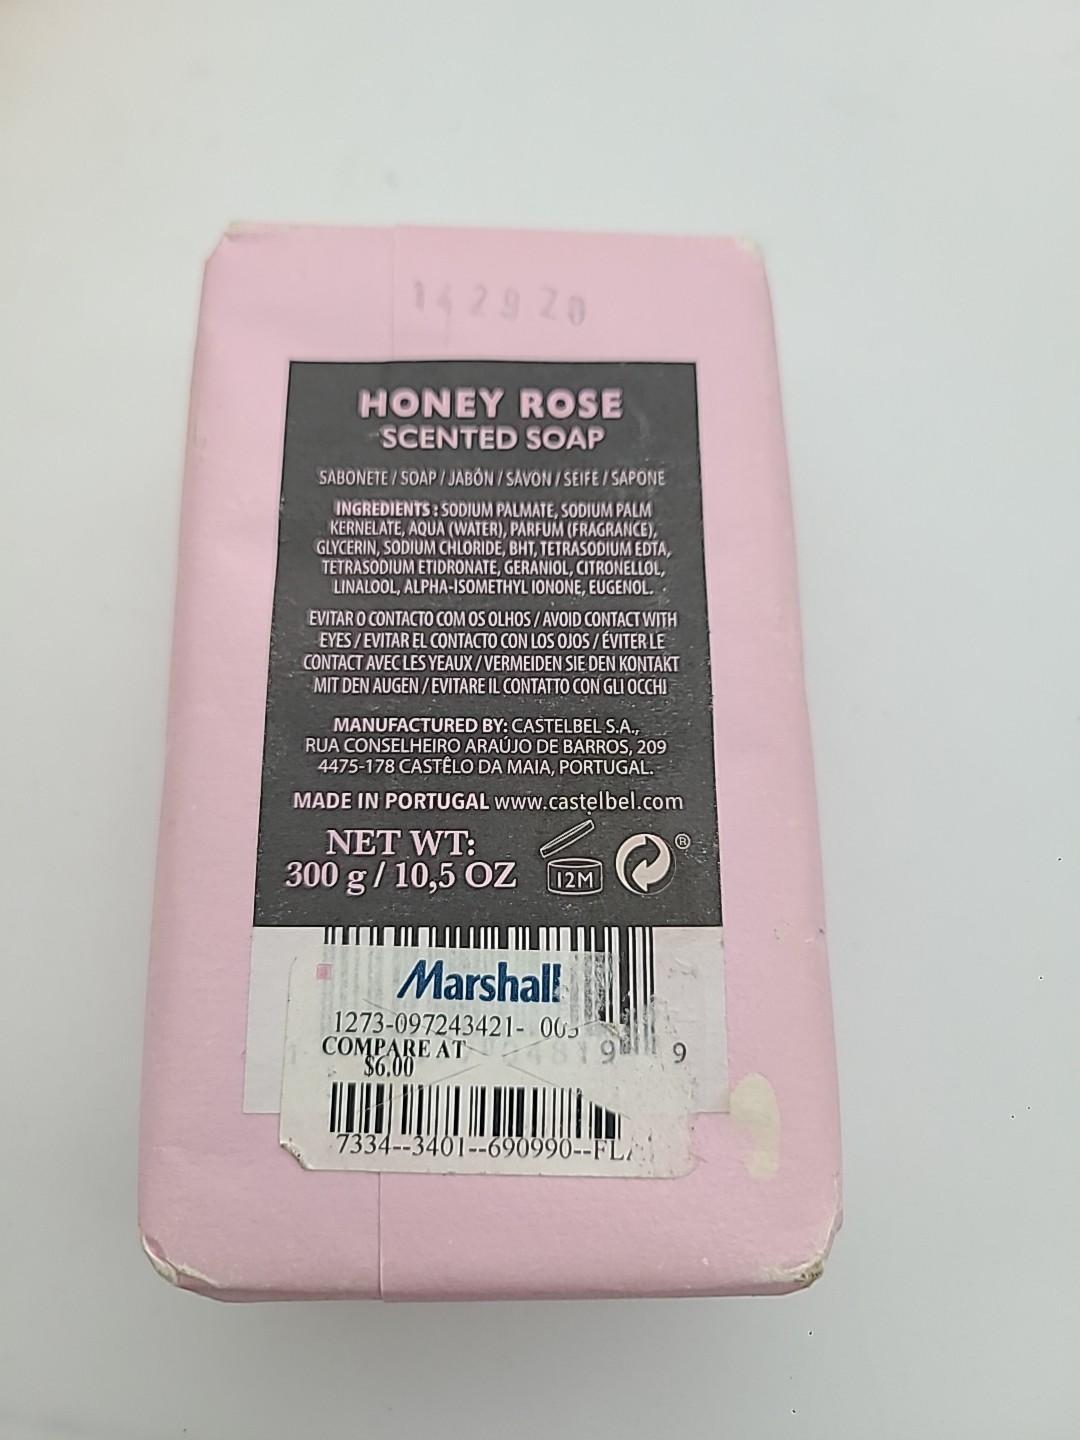 142920
HONEY ROSE
SCENTED SOAP
SABONETE / SOAP / JABÓN / SAVON / SEIFE / SAPONE
INGREDIENTS : SODIUM PALMATE, SODIUM PALM
KERNELATE, AQUA (WATER), PARFUM (FRAGRANCE),
GLYCERIN, SODIUM CHLORIDE, BHT, TETRASODIUM EDTA,
TETRASODIUM ETIDRONATE, GERANIOL, CITRONELLOL,
LINALOOL, ALPHA-ISOMETHYL IONONE, EUGENOL.
EVITAR O CONTACTO COM OS OLHOS / AVOID CONTACT WITH
EYES / EVITAR EL CONTACTO CON LOS OJOS / ÉVITER LE
CONTACT AVEC LES YEAUX / VERMEIDEN SIE DEN KONTAKT
MIT DEN AUGEN / EVITARE IL CONTATTO CON GLI OCCHI
MANUFACTURED BY: CASTELBEL S.A.,
RUA CONSELHEIRO ARAÚJO DE BARROS, 209
4475-178 CASTÊLO DA MAIA, PORTUGAL.
MADE IN PORTUGAL www.castelbel.com
NET WT:
300 g / 10,5 OZ
12M
®
Marshall
1273-097243421- 003
COMPARE AT
$6.00
9 9
7334--3401--690990--FL